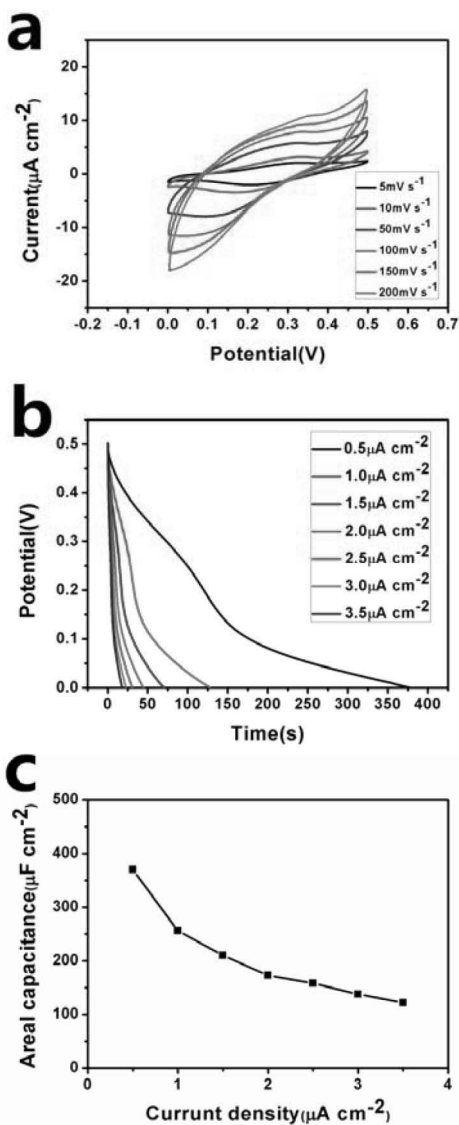 a
Current(μA cm⁻²)
20
10
0
-10
-20
5mV s⁻¹
10mV s⁻¹
50mV s⁻¹
100mV s⁻¹
150mV s⁻¹
200mV s⁻¹
-0.2 -0.1 0.0 0.1 0.2 0.3 0.4 0.5 0.6 0.7
Potential(V)
b
Potential(V)
0.5
0.4
0.3
0.2
0.1
0.0
0.5μA cm⁻²
1.0μA cm⁻²
1.5μA cm⁻²
2.0μA cm⁻²
2.5μA cm⁻²
3.0μA cm⁻²
3.5μA cm⁻²
0 50 100 150 200 250 300 350 400
Time(s)
c
Areal capacitance(μF cm⁻²)
500
400
300
200
100
0
0 1 2 3 4
Currunt density(μA cm⁻²)